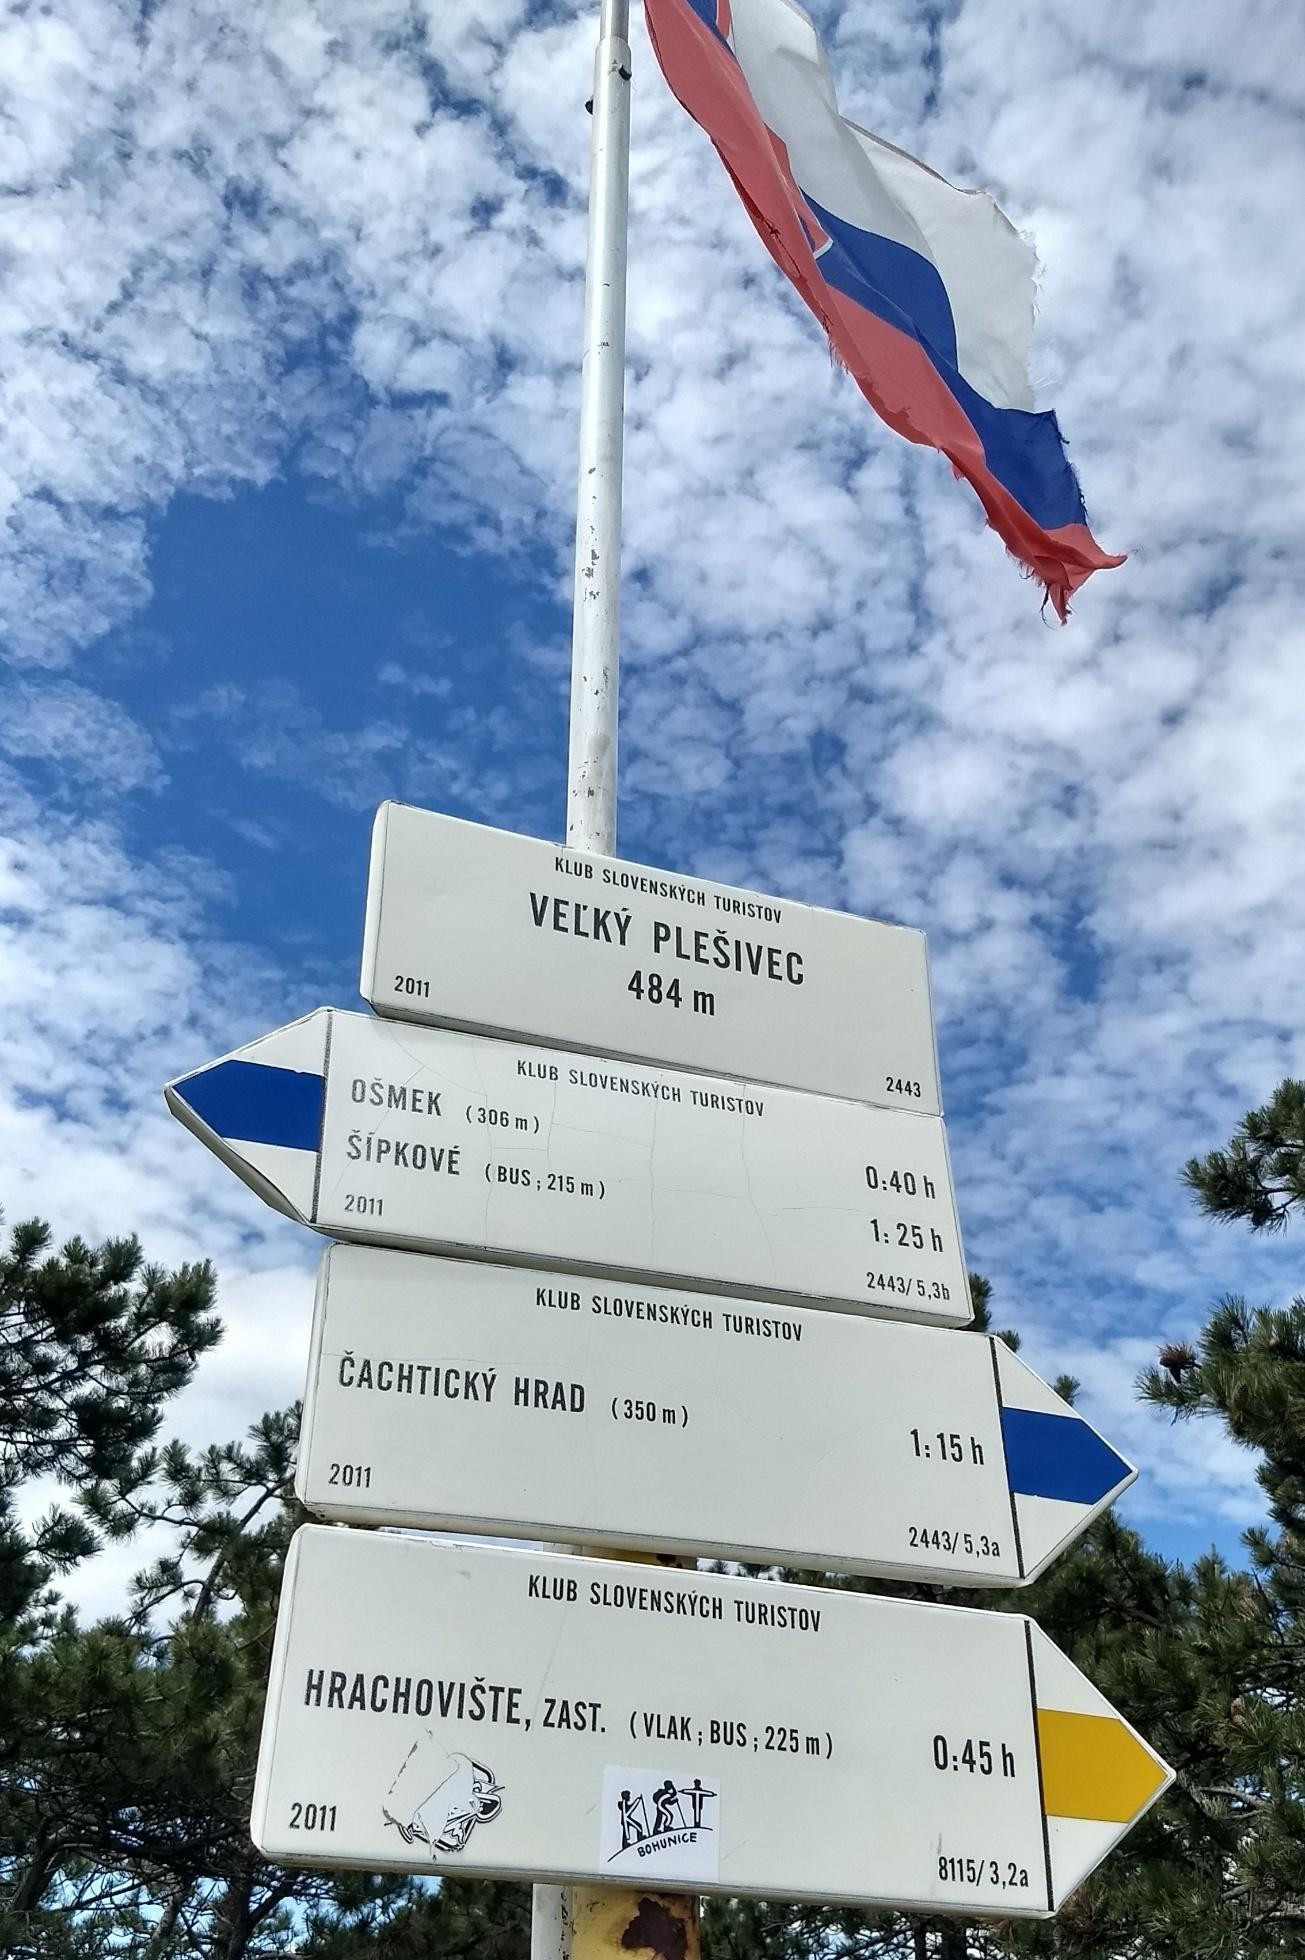 KLUB SLOVENSKÝCH TURISTOV
VEĽKÝ PLEŠIVEC
484 m
2011
2443
KLUB SLOVENSKÝCH TURISTOV
OŠMEK (306 m) 0:40 h
ŠÍPKOVÉ (BUS ; 215 m) 1:25 h
2011 2443/5,3b
KLUB SLOVENSKÝCH TURISTOV
ČACHTICKÝ HRAD (350 m) 1:15 h
2011 2443/5,3a
KLUB SLOVENSKÝCH TURISTOV
HRACHOVIŠTE, ZAST. (VLAK ; BUS ; 225 m) 0:45 h
KST
BOHUNICE
2011 8115/3,2a